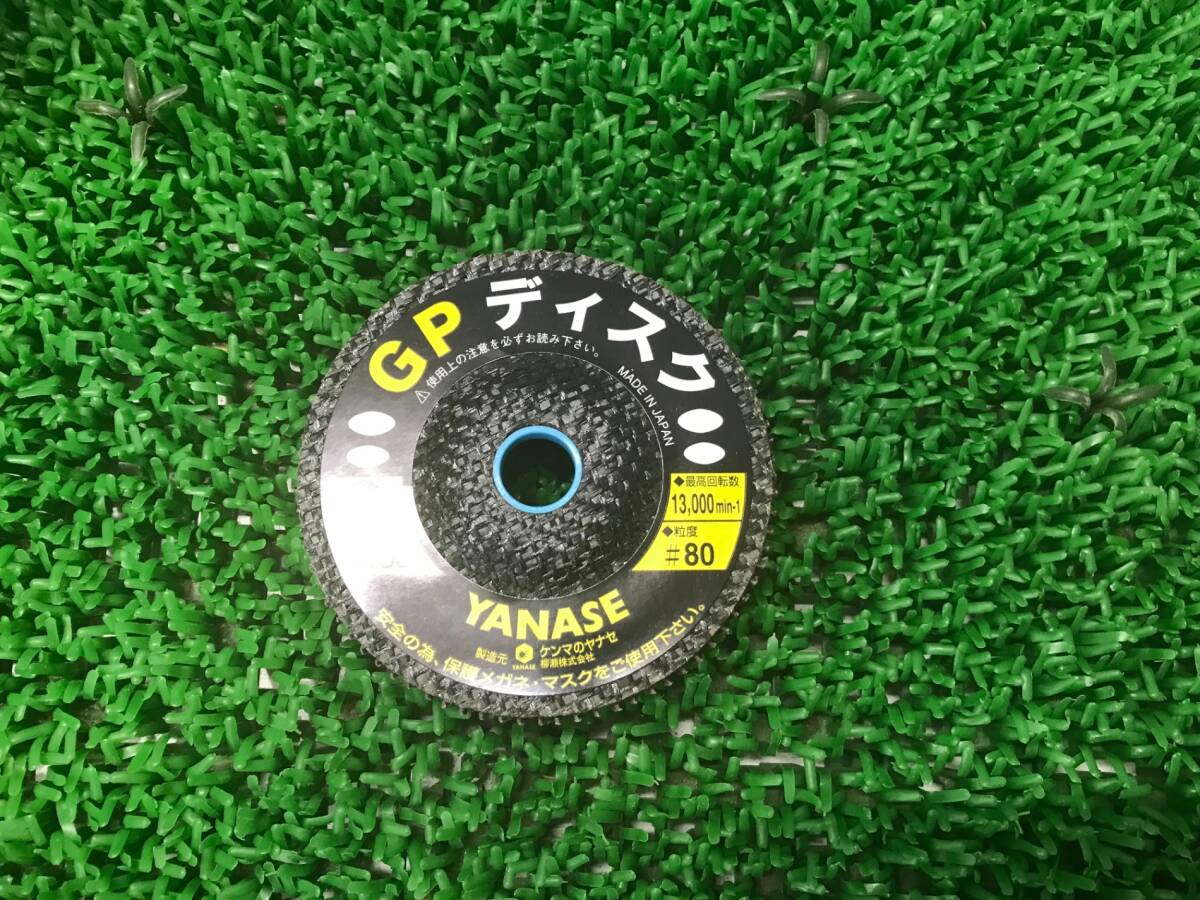 GP ディスク
⚠ 使用上の注意を必ずお読み下さい。
MADE IN JAPAN
◆最高回転数
13,000min-1
◆粒度
#80
YANASE
製造元 YANASE ケンマのヤナセ
柳瀬株式会社
安全の為、保護メガネ・マスクをご使用下さい。